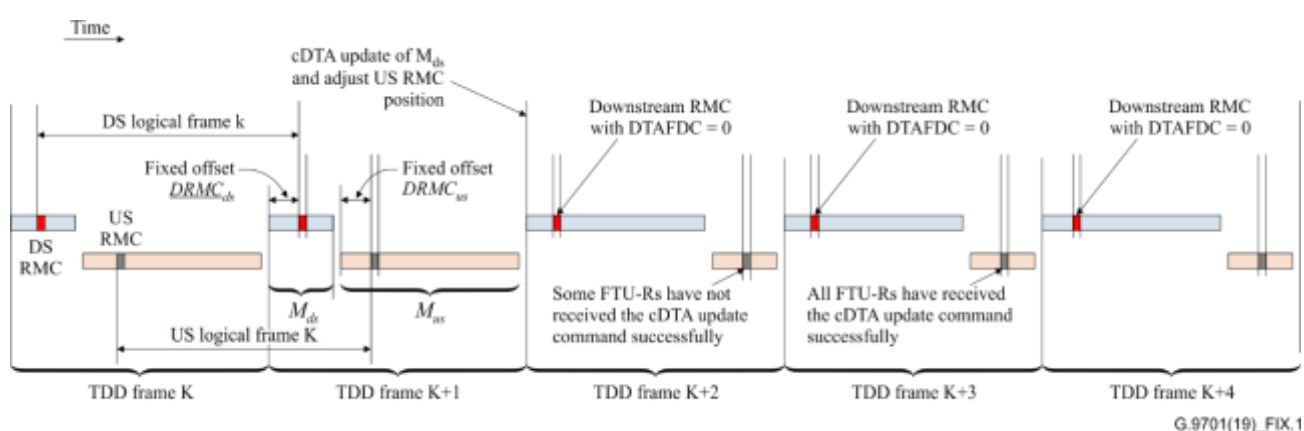 Time
cDTA update of Mds
and adjust US RMC
position
Downstream RMC
with DTAFDC = 0
Downstream RMC
with DTAFDC = 0
Downstream RMC
with DTAFDC = 0
DS logical frame k
Fixed offset
DRMCds
Fixed offset
DRMCus
US
RMC
DS
RMC
Mds
Mus
Some FTU-Rs have not
received the cDTA update
command successfully
All FTU-Rs have received
the cDTA update command
successfully
US logical frame K
TDD frame K
TDD frame K+1
TDD frame K+2
TDD frame K+3
TDD frame K+4
G.9701(19)_FIX.1